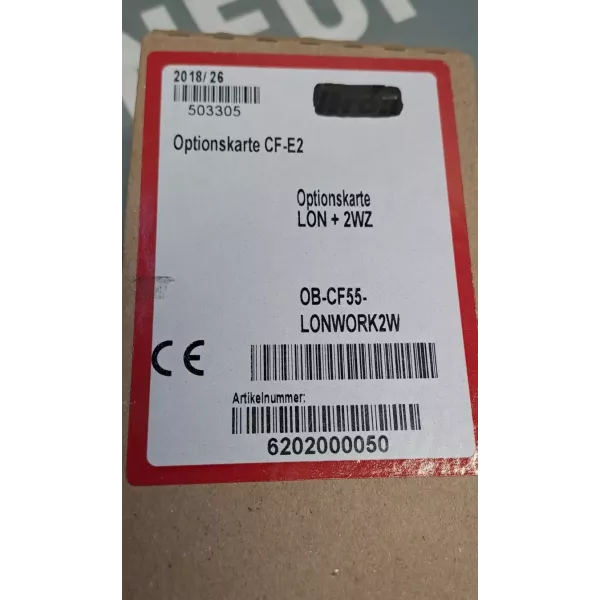 2018/ 26
503305
Optionskarte CF-E2
Optionskarte
LON + 2WZ
OB-CF55-
LONWORK2W
CE
Artikelnummer:
6202000050